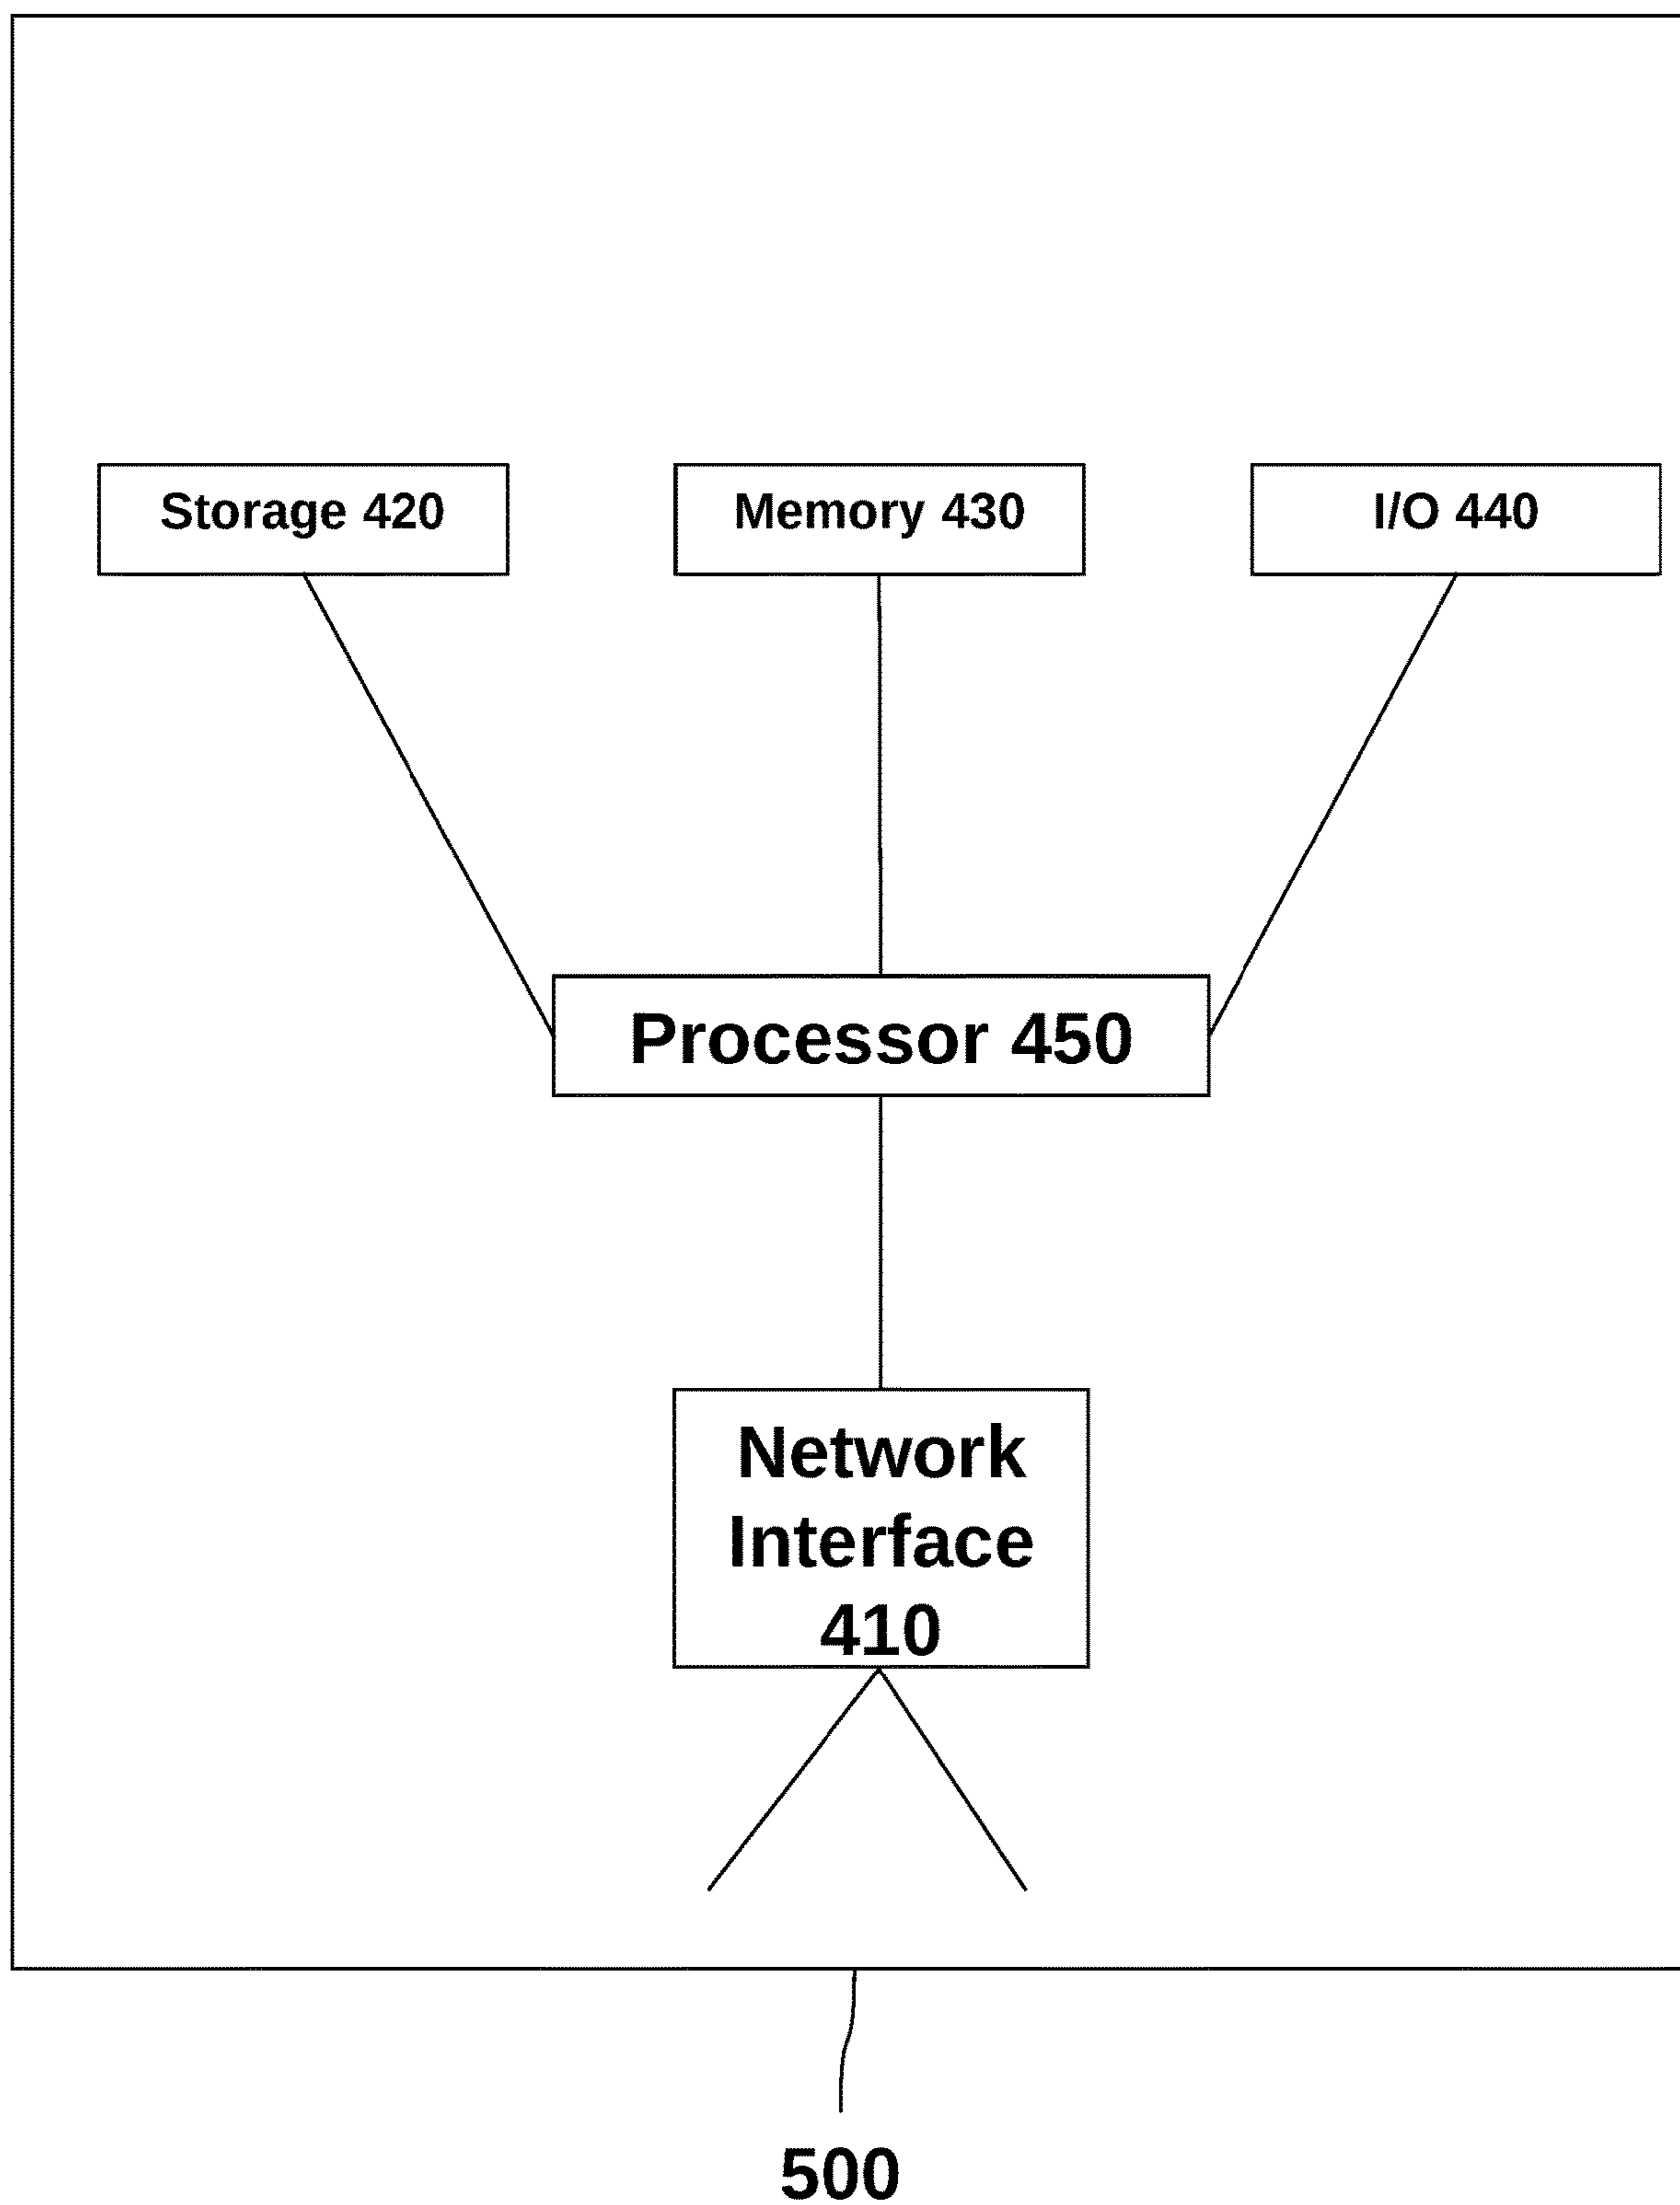 Storage 420
Memory 430
I/O 440
Processor 450
Network
Interface
410
500